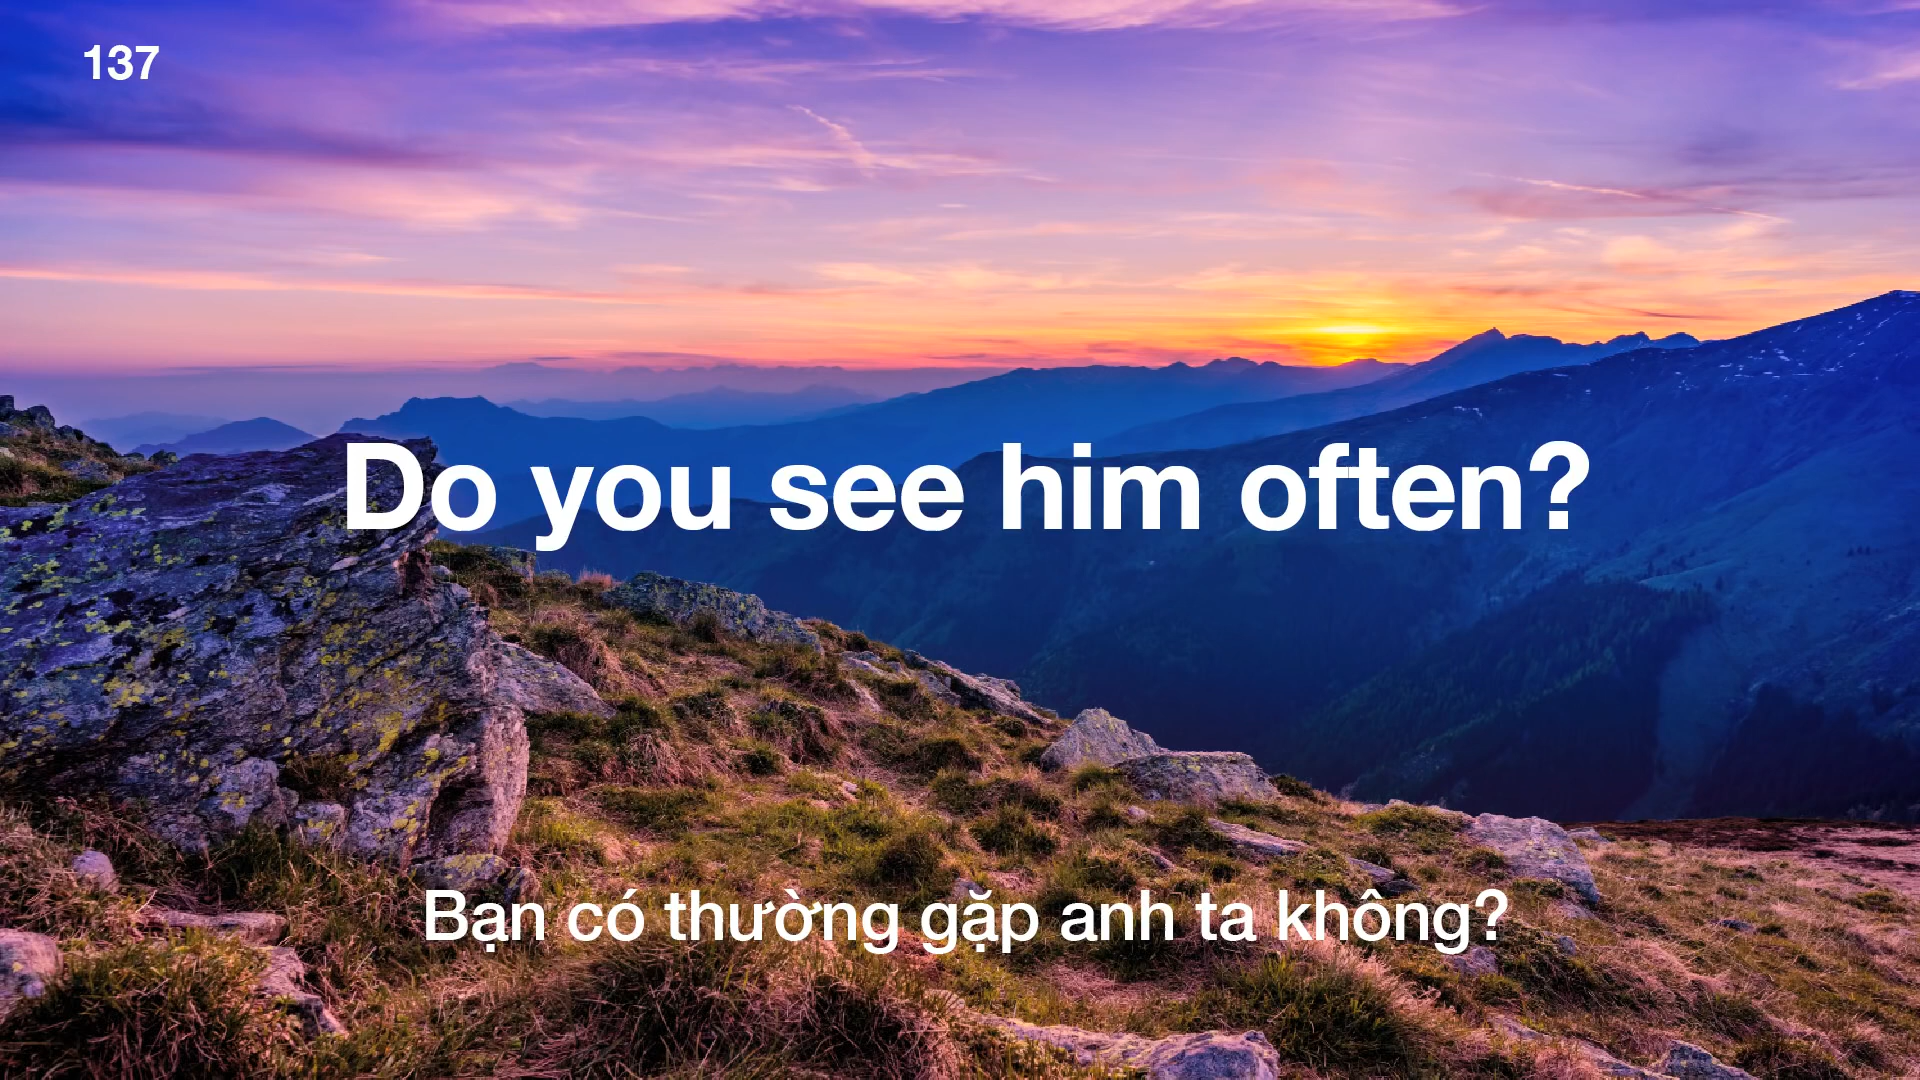 137
Do you see him often?
Bạn có thường gặp anh ta không?